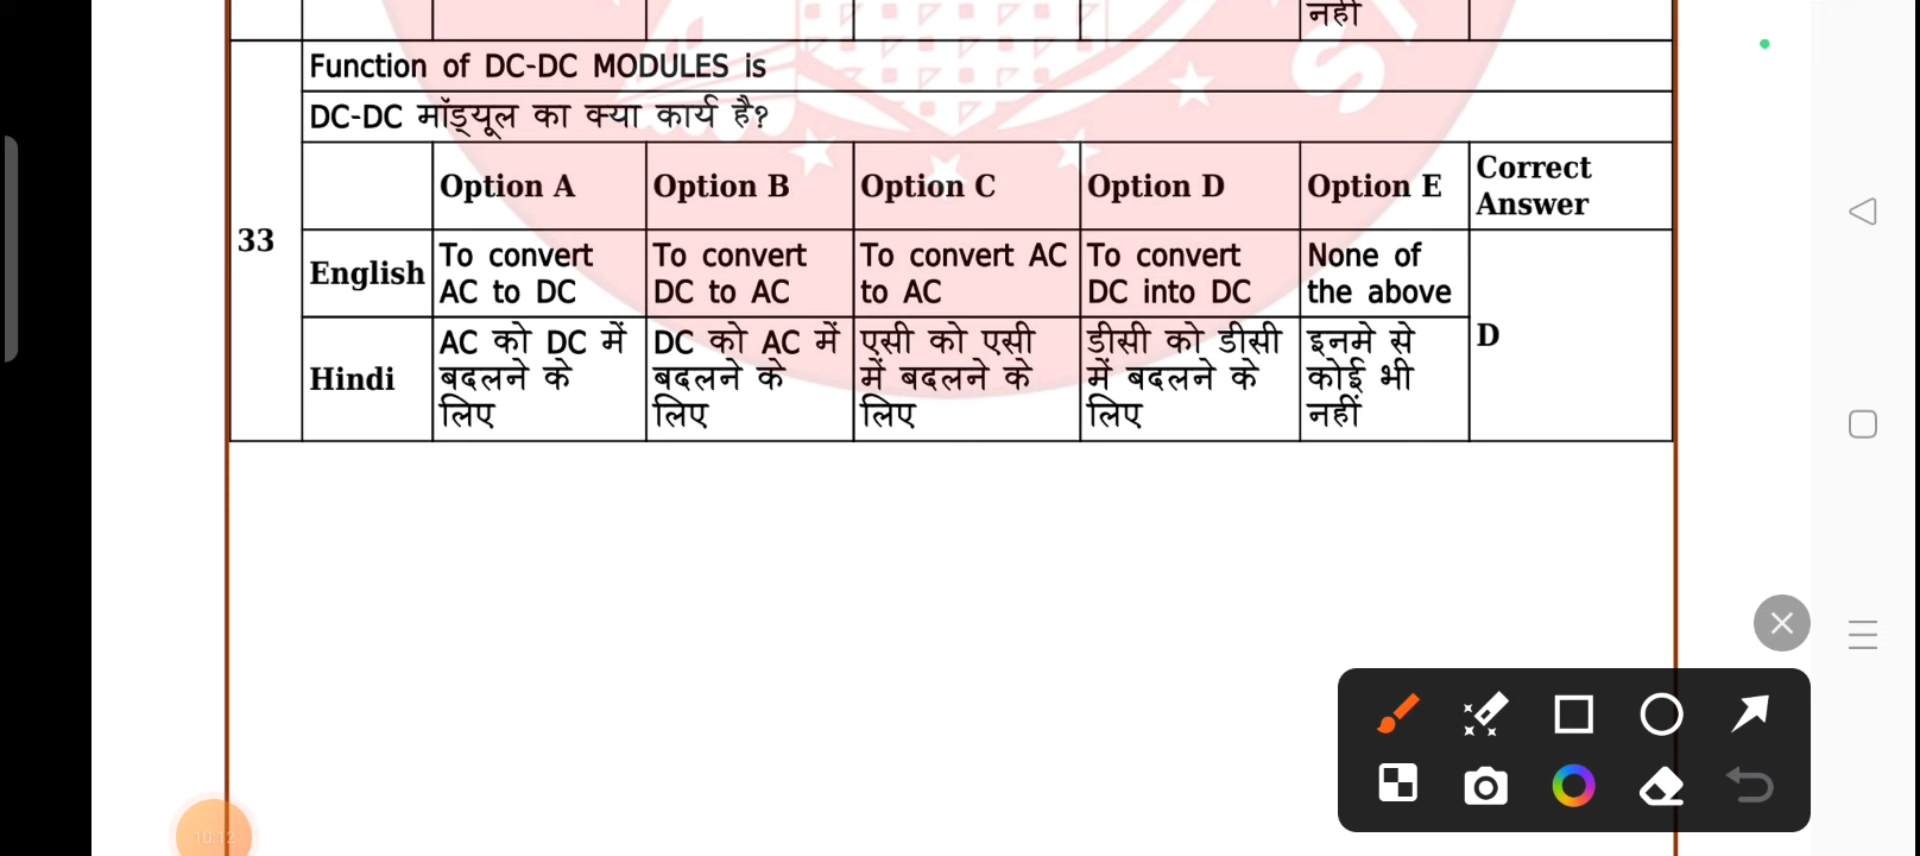 नहीं
Function of DC-DC MODULES is
DC-DC मॉड्यूल का क्या कार्य है?
Option A Option B Option C Option D Option E Correct Answer
33
English To convert AC to DC To convert DC to AC To convert AC to AC To convert DC into DC None of the above
Hindi AC को DC में बदलने के लिए DC को AC में बदलने के लिए एसी को एसी में बदलने के लिए डीसी को डीसी में बदलने के लिए इनमे से कोई भी नहीं D
10:12